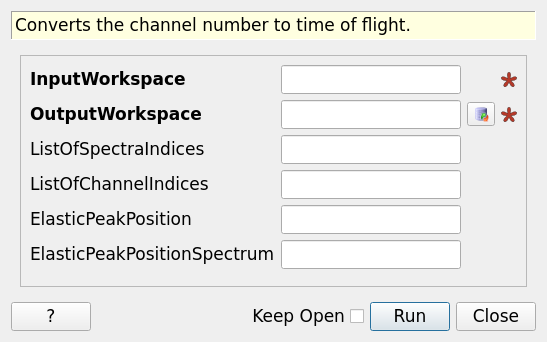 Converts the channel number to time of flight.
InputWorkspace *
OutputWorkspace *
ListOfSpectraIndices
ListOfChannelIndices
ElasticPeakPosition
ElasticPeakPositionSpectrum
? Keep Open Run Close